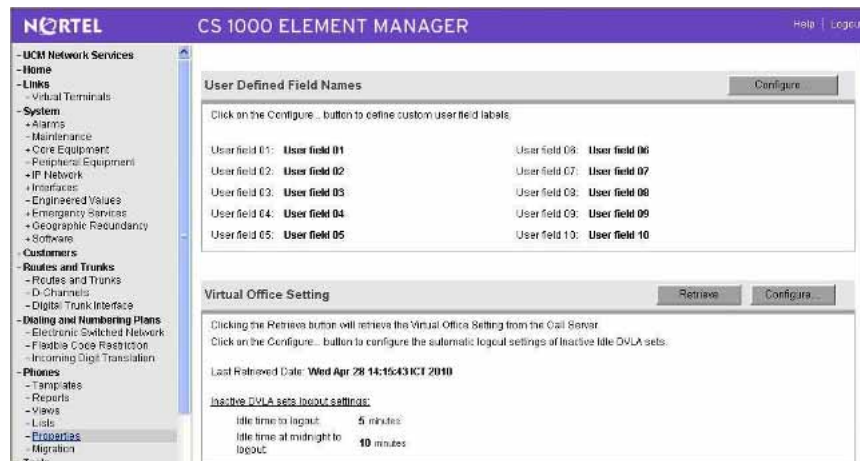 NORTEL
CS 1000 ELEMENT MANAGER
Help | Logou
- UCM Network Services
- Home
- Links
- Virtual Terminals
- System
+ Alarms
- Maintenance
+ Core Equipment
- Peripheral Equipment
+ IP Network
+ Interfaces
- Engineered Values
+ Emergency Services
+ Geographic Redundancy
+ Software
- Customers
- Routes and Trunks
- Routes and Trunks
- D-Channels
- Digital Trunk Interface
- Dialing and Numbering Plans
- Electronic Switched Network
- Flexible Code Restriction
- Incoming Digit Translation
- Phones
- Templates
- Reports
- Views
- Lists
- Properties
- Migration
- Tools
User Defined Field Names
Configure...
Click on the Configure... button to define custom user field labels.
User field 01: User field 01
User field 06: User field 06
User field 02: User field 02
User field 07: User field 07
User field 03: User field 03
User field 08: User field 08
User field 04: User field 04
User field 09: User field 09
User field 05: User field 05
User field 10: User field 10
Virtual Office Setting
Retrieve
Configure...
Clicking the Retrieve button will retrieve the Virtual Office Setting from the Call Server.
Click on the Configure... button to configure the automatic logout settings of Inactive Idle DVLA sets.
Last Retrieved Date: Wed Apr 28 14:15:43 ICT 2010
Inactive DVLA sets logout settings:
Idle time to logout 5 minutes
Idle time at midnight to logout 10 minutes